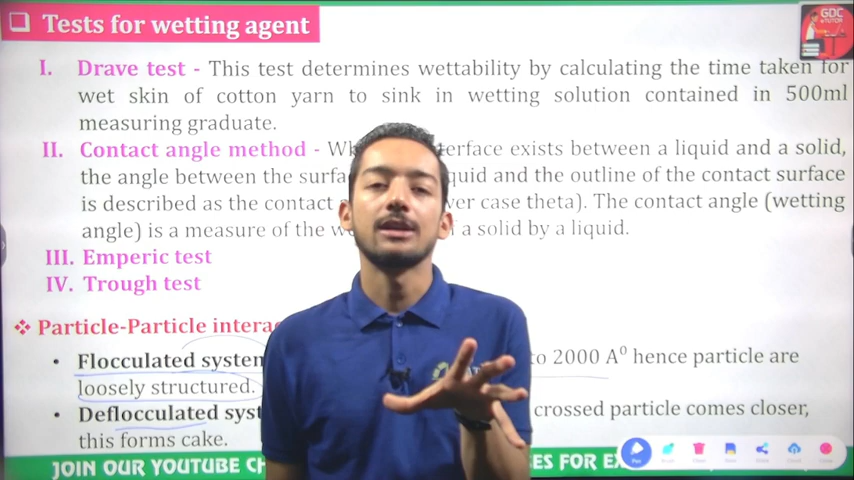 Tests for wetting agent
GDC
eTUTOR
I. Drave test - This test determines wettability by calculating the time taken for
wet skin of cotton yarn to sink in wetting solution contained in 500ml
measuring graduate.
II. Contact angle method - Wh terface exists between a liquid and a solid,
the angle between the surfa quid and the outline of the contact surface
is described as the contact wer case theta). The contact angle (wetting
angle) is a measure of the w a solid by a liquid.
III. Emperic test
IV. Trough test
Particle-Particle interac
• Flocculated system to 2000 A⁰ hence particle are
loosely structured.
• Deflocculated syst crossed particle comes closer,
this forms cake.
JOIN OUR YOUTUBE CH ES FOR EX
Pen